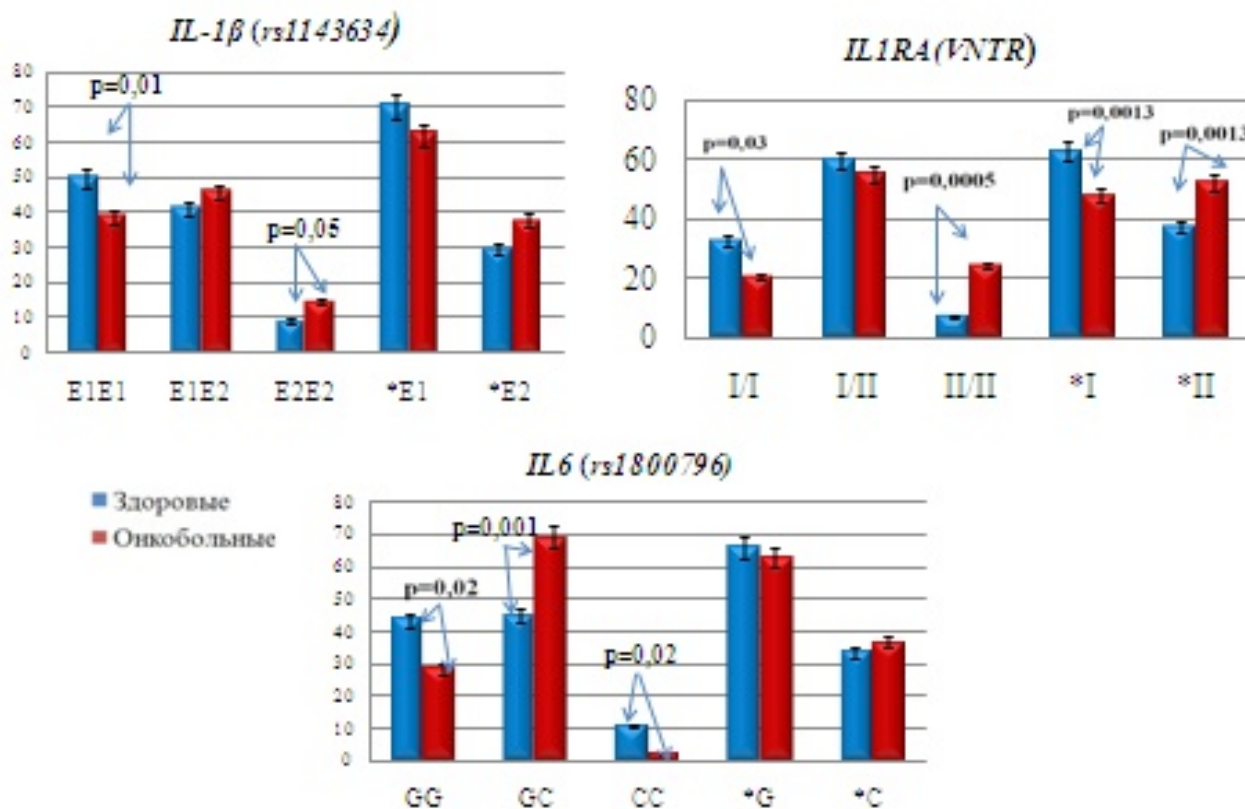 IL-1β (rs1143634)
80
70
60
50
40
30
20
10
0
p=0,01
p=0,05
E1E1 E1E2 E2E2 *E1 *E2
IL1RA(VNTR)
80
60
40
20
0
p=0,03
p=0,0005
p=0,0013
p=0,0013
I/I I/II II/II *I *II
IL6 (rs1800796)
Здоровые
Онкобольные
80
70
60
50
40
30
20
10
0
p=0,02
p=0,001
p=0,02
GG GC CC *G *C